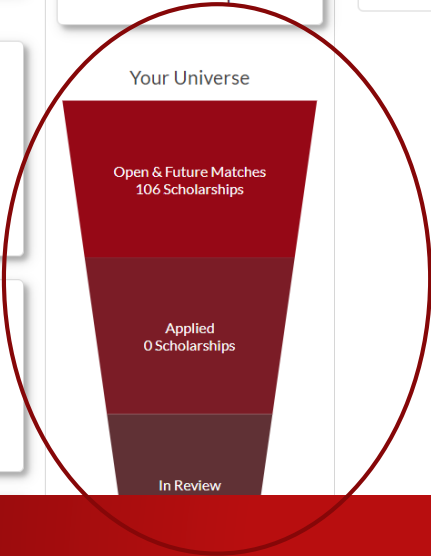 Your Universe
Open & Future Matches
106 Scholarships
Applied
0 Scholarships
In Review